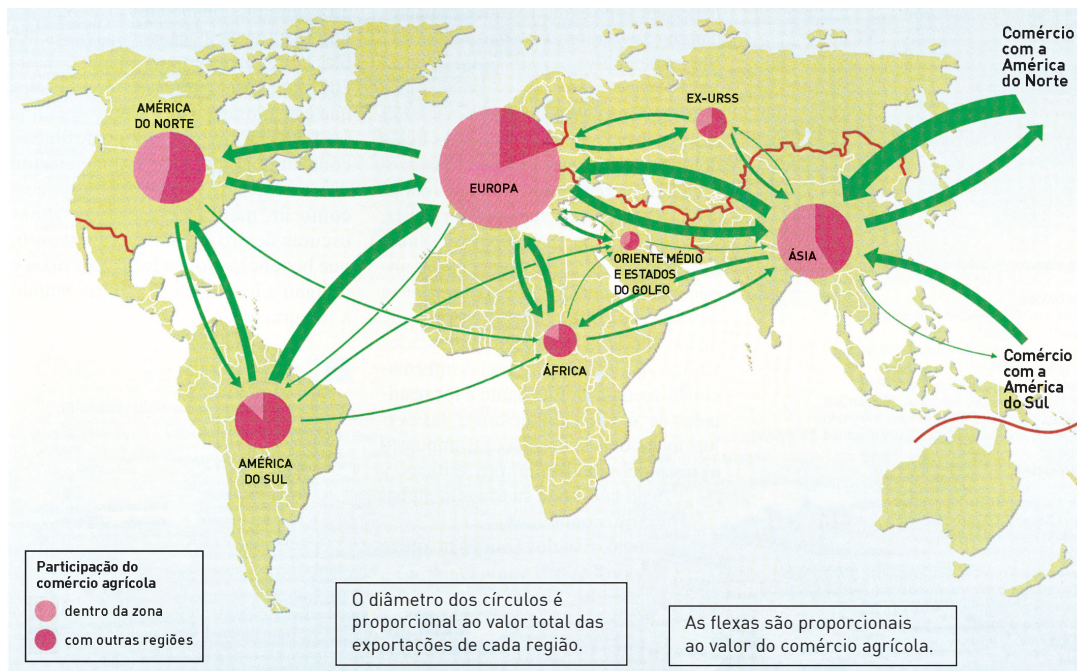 Comércio
com a
América
do Norte
AMÉRICA
DO NORTE
EX-URSS
EUROPA
ORIENTE MÉDIO
E ESTADOS
DO GOLFO
ÁSIA
ÁFRICA
Comércio
com a
América
do Sul
AMÉRICA
DO SUL
Participação do
comércio agrícola
dentro da zona
com outras regiões
O diâmetro dos círculos é
proporcional ao valor total das
exportações de cada região.
As flexas são proporcionais
ao valor do comércio agrícola.